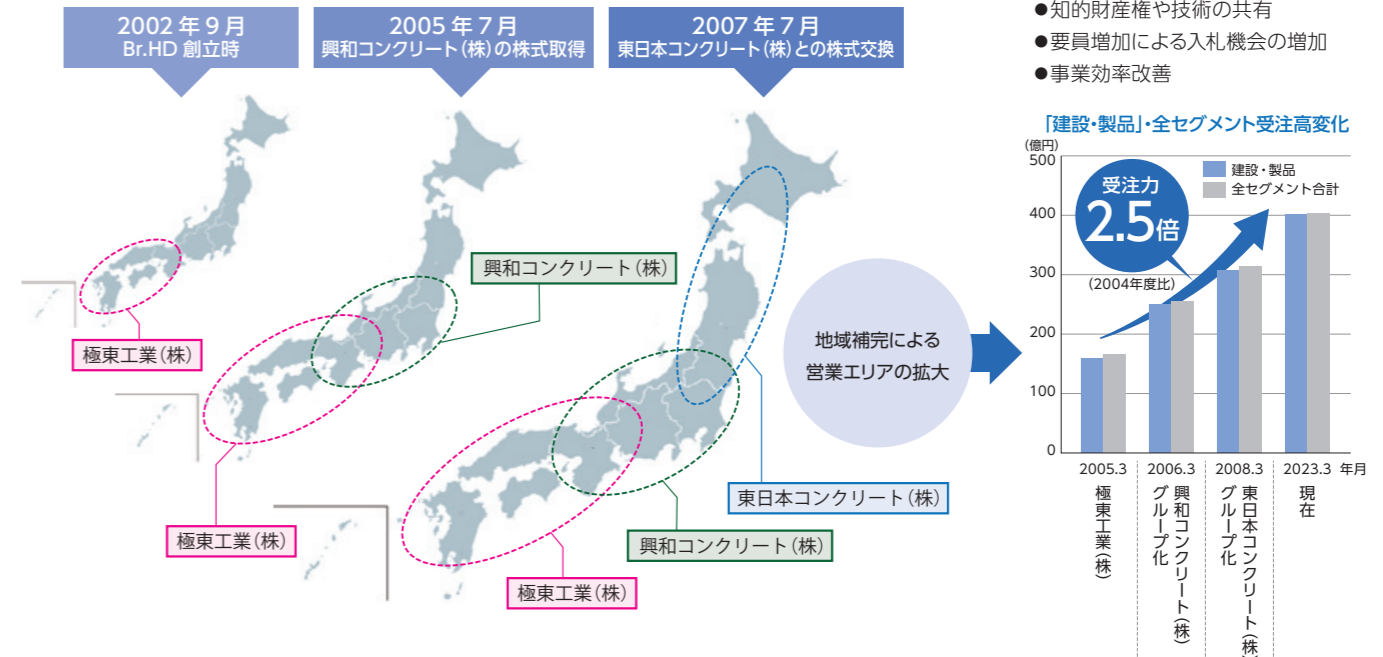 2002年9月
Br.HD 創立時
2005年7月
興和コンクリート(株)の株式取得
2007年7月
東日本コンクリート(株)との株式交換
極東工業(株)
興和コンクリート(株)
極東工業(株)
東日本コンクリート(株)
興和コンクリート(株)
極東工業(株)
地域補完による
営業エリアの拡大
●知的財産権や技術の共有
●要員増加による入札機会の増加
●事業効率改善
「建設・製品」・全セグメント受注高変化
(億円)
500
400
300
200
100
0
建設・製品
全セグメント合計
受注力
2.5倍
(2004年度比)
2005.3
2006.3
2008.3
2023.3
年月
極東工業(株)
興和コンクリート(株)
グループ化
東日本コンクリート(株
グループ化
現在